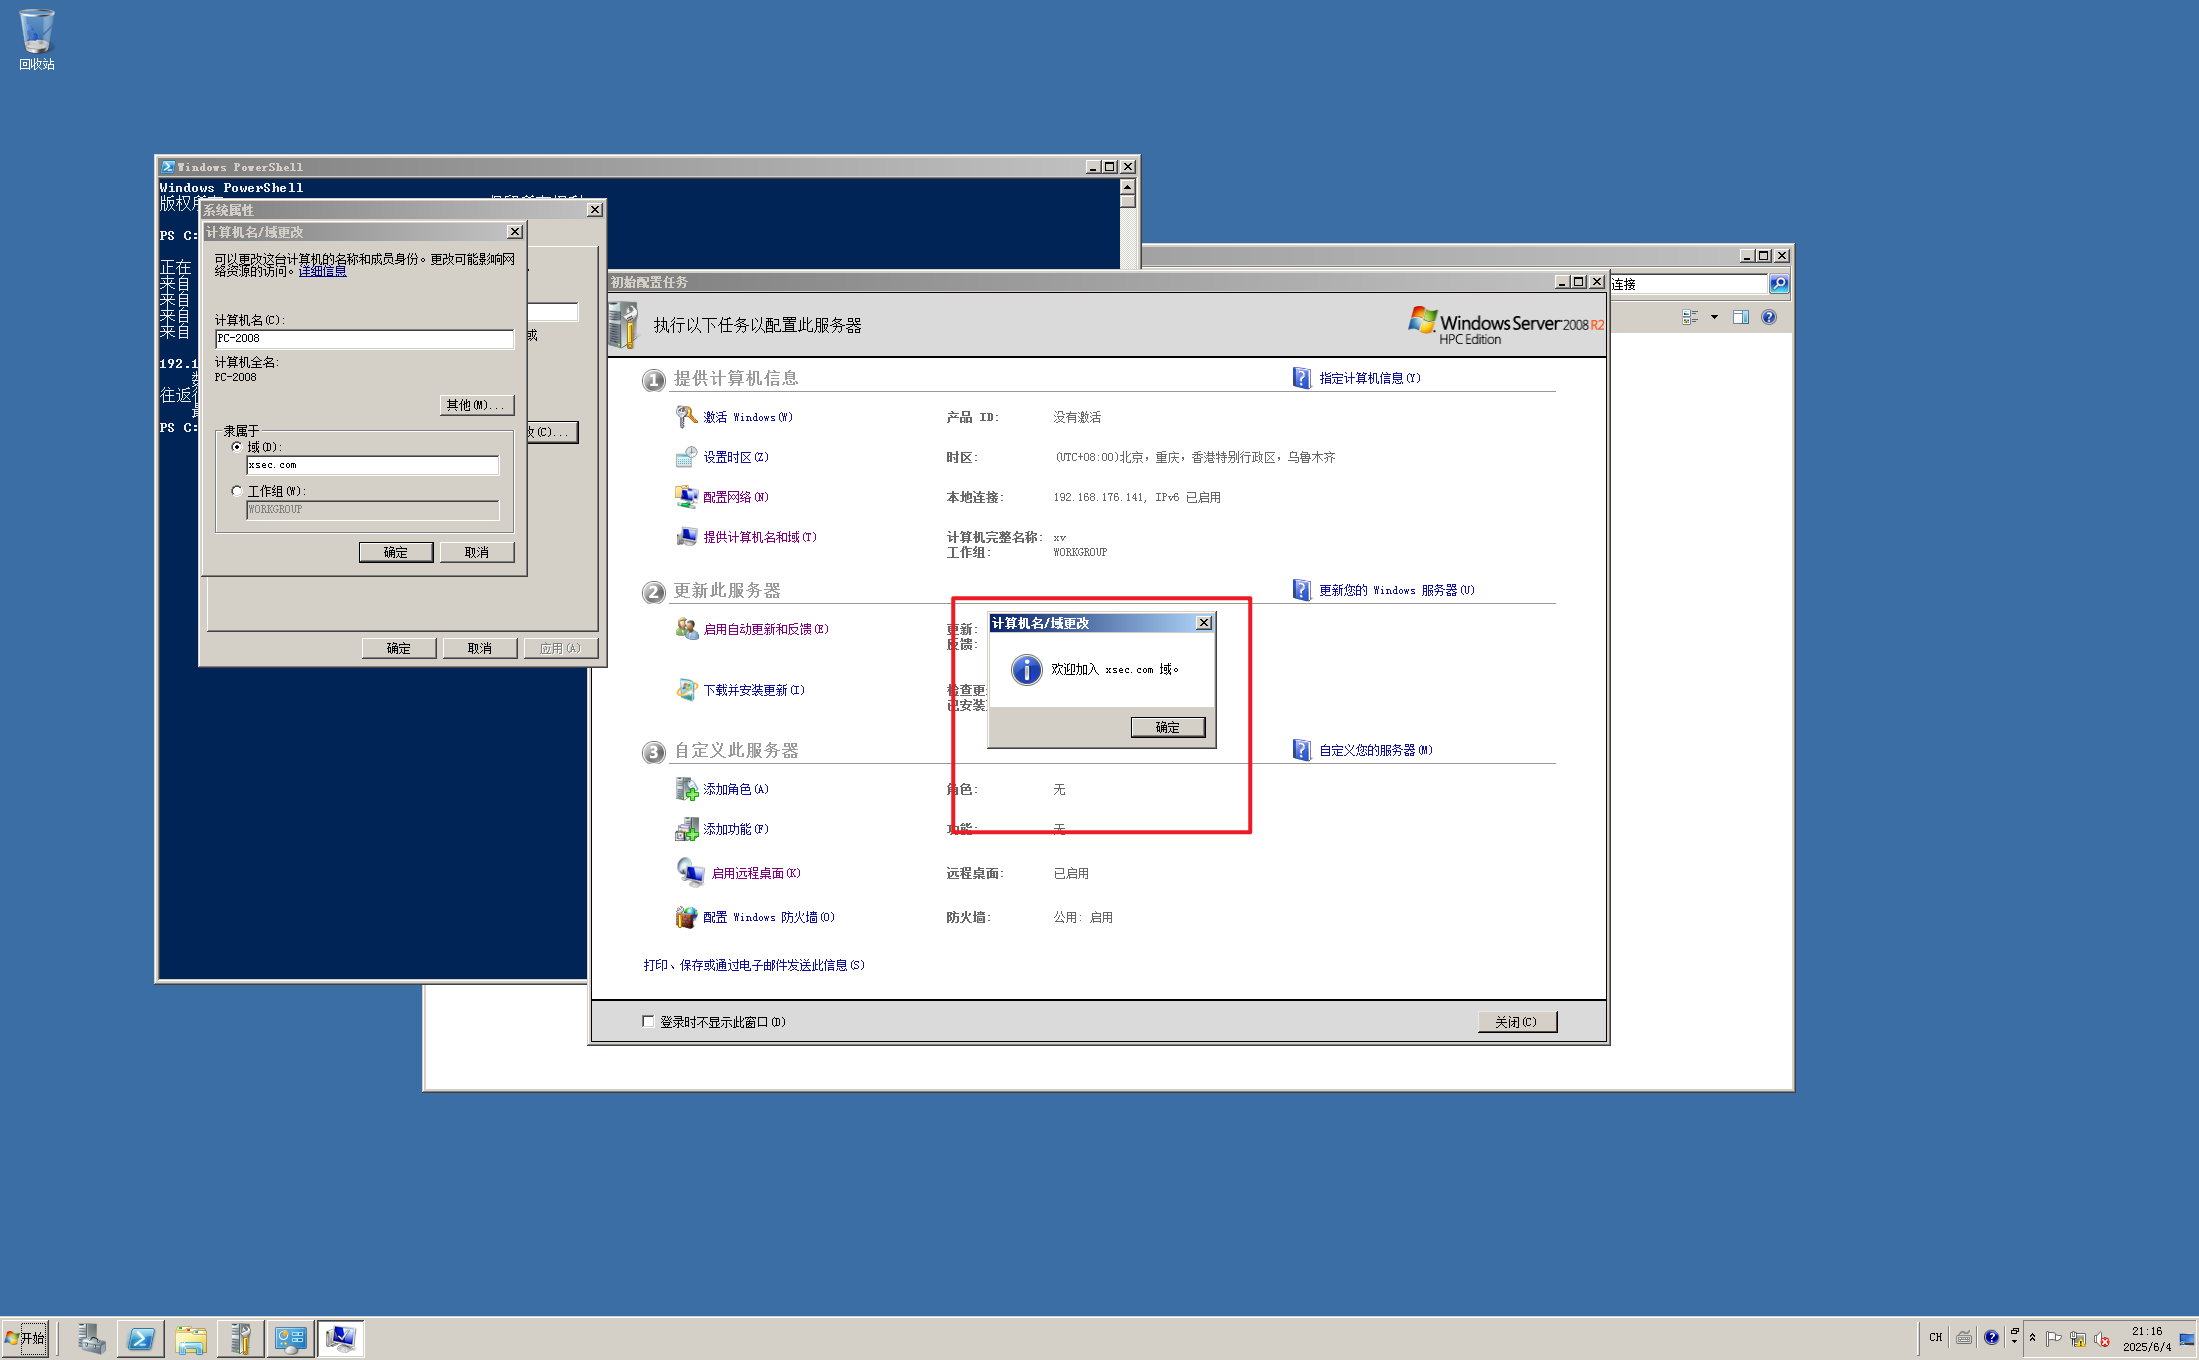 回收站
Windows PowerShell
Windows PowerShell
PS C:
正在
来自
来自
来自
来自
192.1
PS C:
系统属性
计算机名/域更改
可以更改这台计算机的名称和成员身份。更改可能影响网
络资源的访问。详细信息
计算机名(C):
PC-2008
计算机全名:
PC-2008
其他(M)...
隶属于
域(D):
xsec.com
工作组(W):
WORKGROUP
确定
取消
(C)...
确定
取消
应用(A)
连接
初始配置任务
执行以下任务以配置此服务器
Windows Server 2008 R2
HPC Edition
1 提供计算机信息
指定计算机信息(Y)
激活 Windows(W)
产品 ID: 没有激活
设置时区(Z)
时区: (UTC+08:00)北京，重庆，香港特别行政区，乌鲁木齐
配置网络(N)
本地连接: 192.168.176.141, IPv6 已启用
提供计算机名和域(T)
计算机完整名称: xv
工作组: WORKGROUP
2 更新此服务器
更新您的 Windows 服务器(U)
启用自动更新和反馈(E)
更新:
反馈:
下载并安装更新(I)
检查更
已安装
计算机名/域更改
欢迎加入 xsec.com 域。
确定
3 自定义此服务器
自定义您的服务器(M)
添加角色(A)
角色: 无
添加功能(F)
功能: 无
启用远程桌面(K)
远程桌面: 已启用
配置 Windows 防火墙(O)
防火墙: 公用: 启用
打印、保存或通过电子邮件发送此信息(S)
登录时不显示此窗口(D)
关闭(C)
开始
CH
21:16
2025/6/4